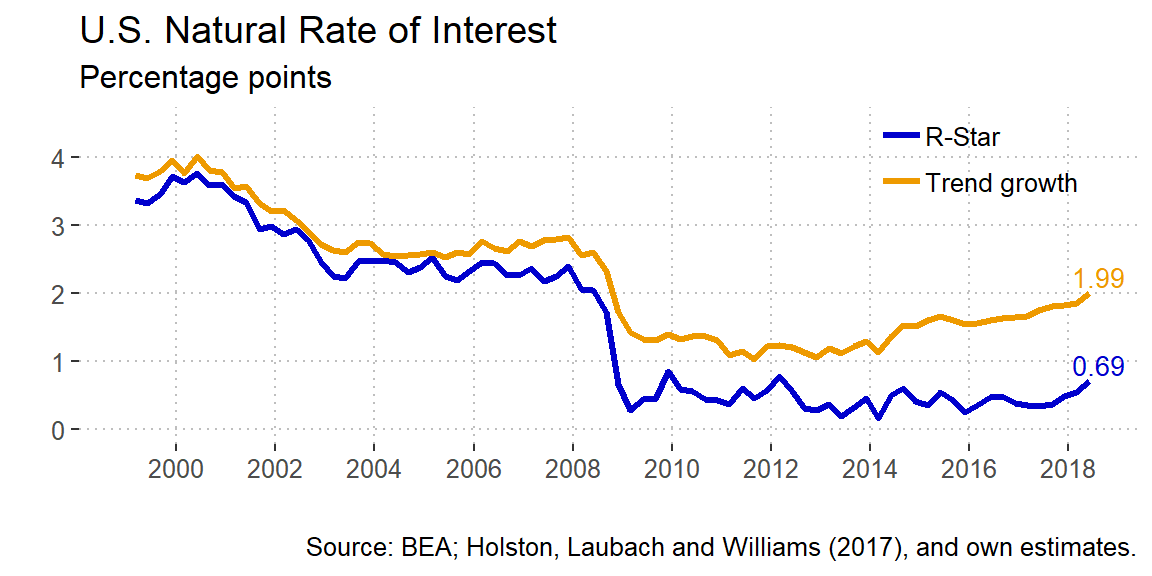 U.S. Natural Rate of Interest
Percentage points
R-Star
Trend growth
4
3
2
1
0
1.99
0.69
2000 2002 2004 2006 2008 2010 2012 2014 2016 2018
Source: BEA; Holston, Laubach and Williams (2017), and own estimates.